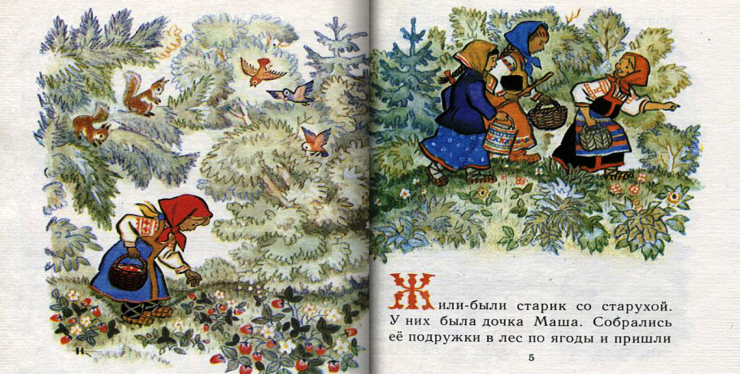 Жили-были старик со старухой.
У них была дочка Маша. Собрались
её подружки в лес по ягоды и пришли
5